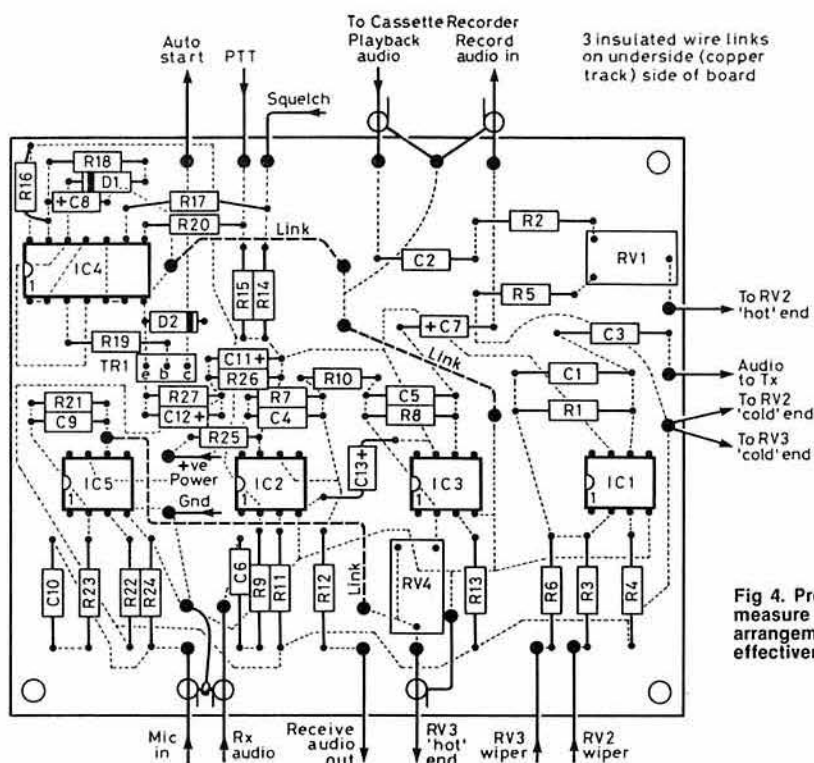 To Cassette Recorder
Auto start
PTT
Playback audio
Record audio in
3 insulated wire links
on underside (copper
track) side of board
Squelch
R16
R18
D1
+C8
R17
R20
Link
IC4
1
R15
R14
C2
R2
RV1
R5
To RV2
'hot' end
D2
R19
+C7
C3
TR1
e b c
C11+
R26
Link
R10
C1
Audio
to Tx
R21
C9
R27
C12+
R7
C4
C5
R8
R1
To RV2
'cold' end
R25
+ve
Power
C13+
To RV3
'cold' end
IC5
1
Gnd
IC2
1
IC3
1
IC1
1
C10
R23
R22
R24
C6
R9
R11
R12
Link
RV4
R13
R6
R3
R4
Fig 4. Pr
measure
arrangem
effectiver
Mic
in
Rx
audio
Receive
audio
out
RV3
'hot'
end
RV3
wiper
RV2
wiper